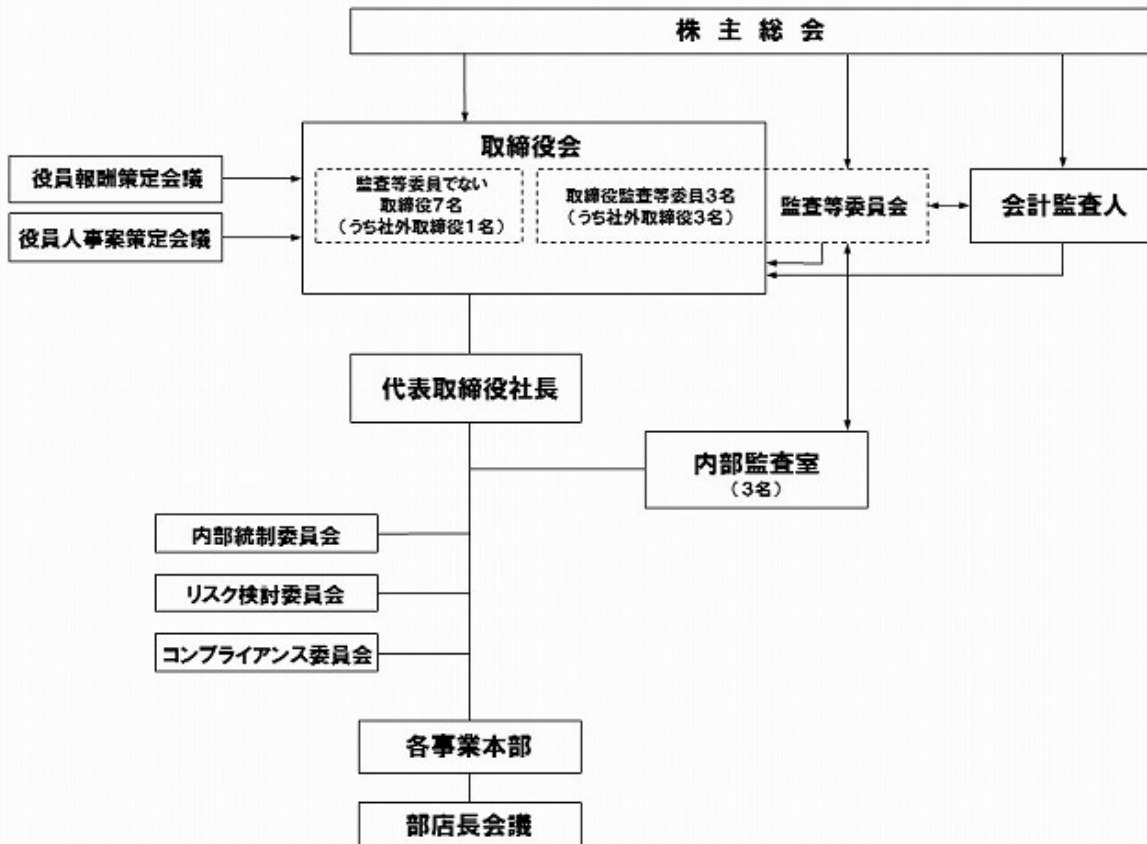 株主総会
取締役会
役員報酬策定会議
監査等委員でない
取締役7名
（うち社外取締役1名）
取締役監査等委員3名
（うち社外取締役3名）
監査等委員会
会計監査人
役員人事案策定会議
代表取締役社長
内部監査室
（3名）
内部統制委員会
リスク検討委員会
コンプライアンス委員会
各事業本部
部店長会議